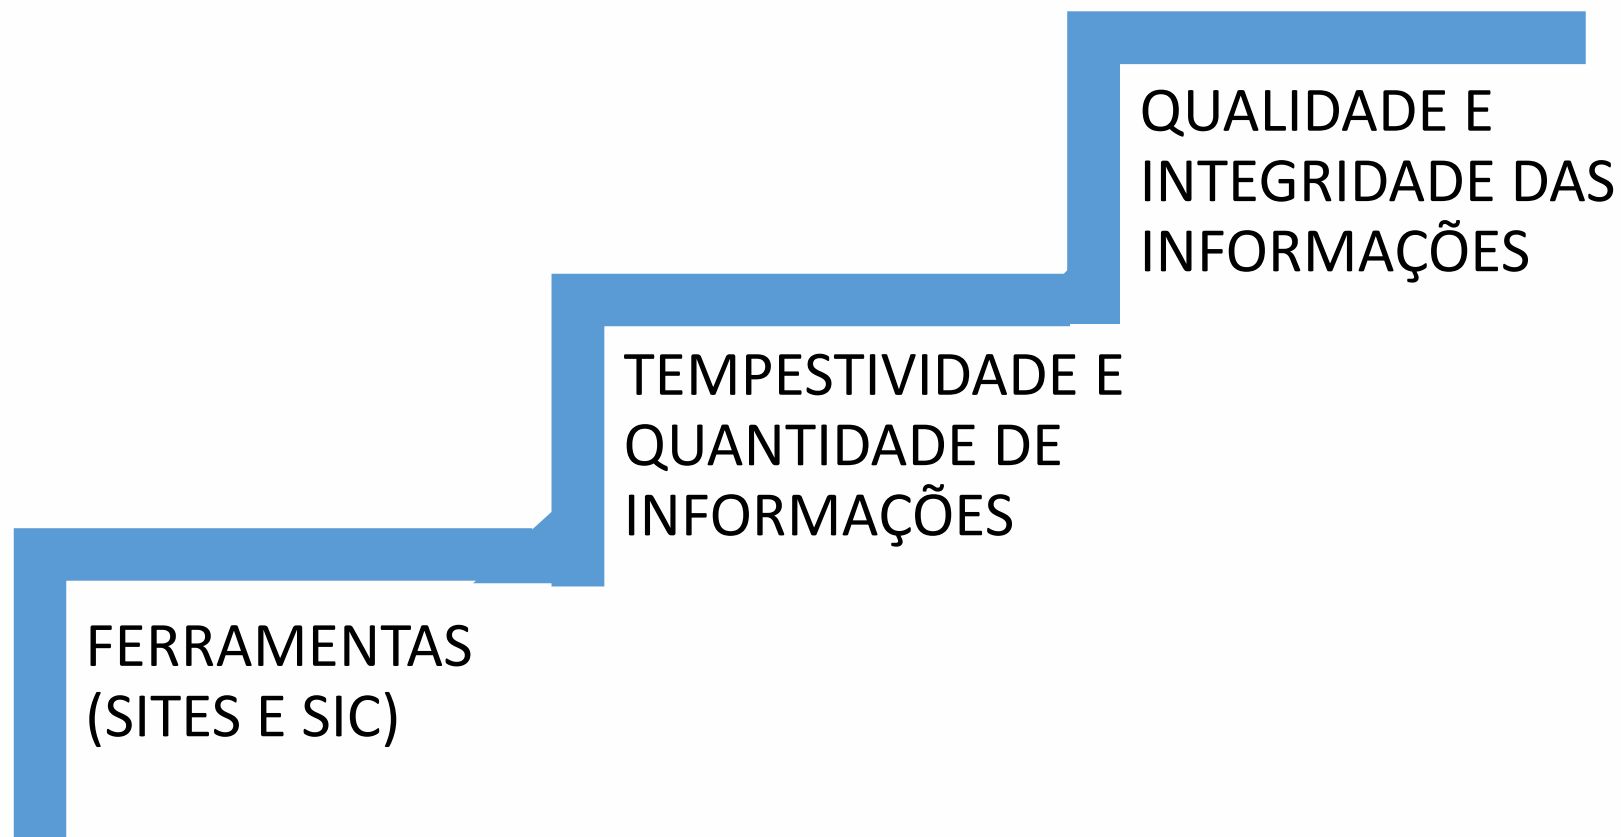 QUALIDADE E
INTEGRIDADE DAS
INFORMAÇÕES
TEMPESTIVIDADE E
QUANTIDADE DE
INFORMAÇÕES
FERRAMENTAS
(SITES E SIC)